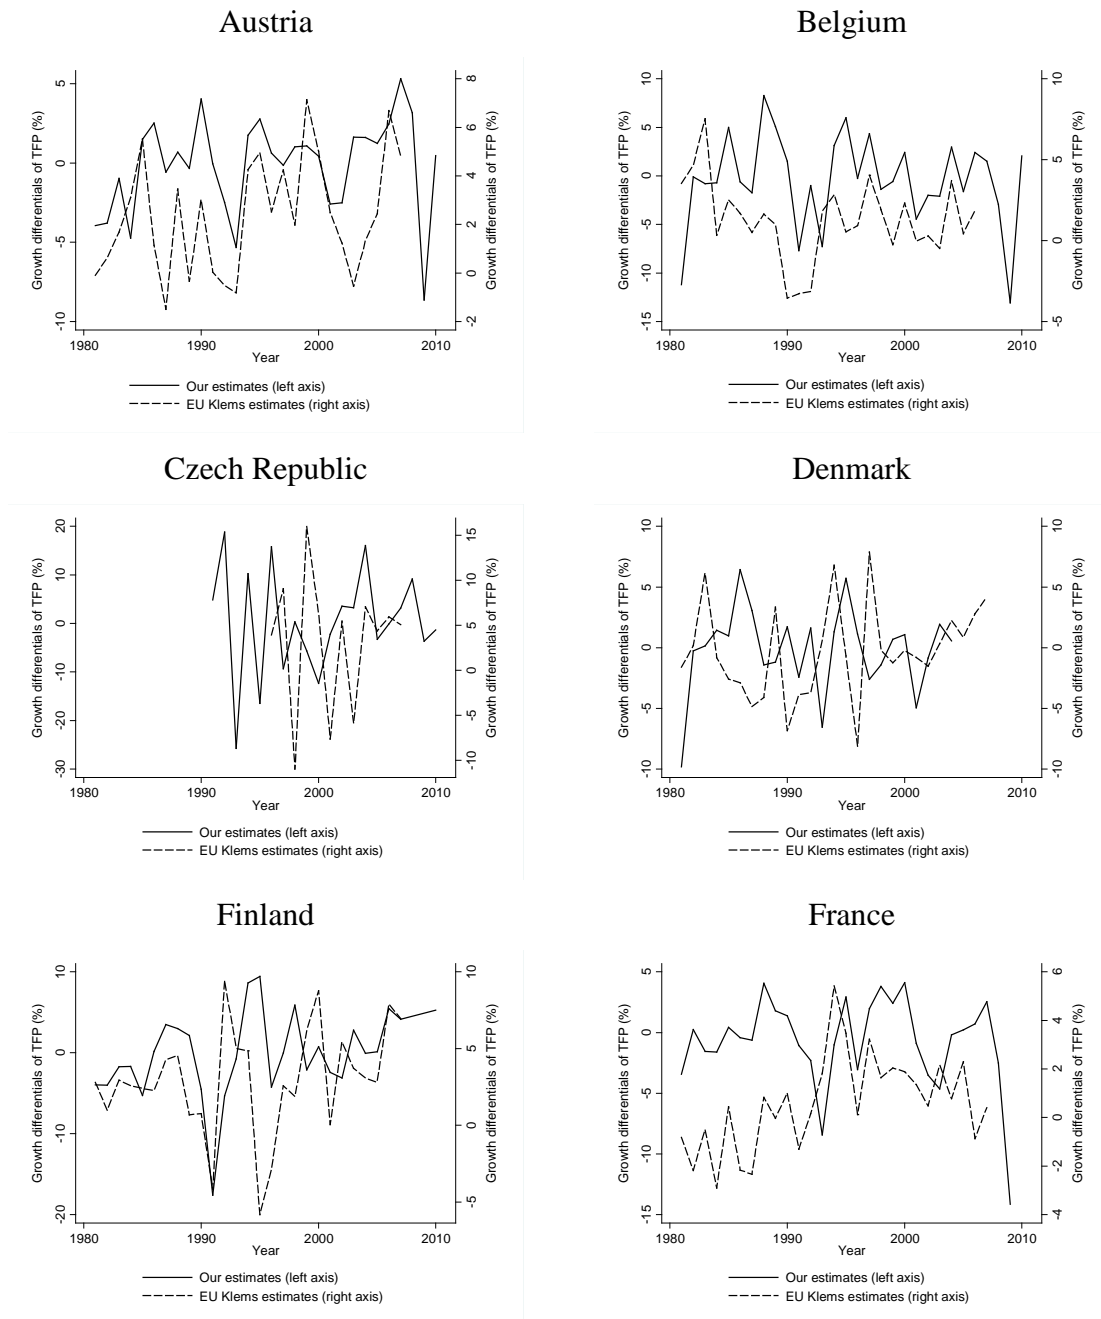 Austria
Growth differentials of TFP (%)
5
0
-5
-10
8
6
4
2
0
-2
Growth differentials of TFP (%)
1980 1990 2000 2010
Year
Our estimates (left axis)
EU Klems estimates (right axis)
Belgium
Growth differentials of TFP (%)
10
5
0
-5
-10
-15
10
5
0
-5
Growth differentials of TFP (%)
1980 1990 2000 2010
Year
Our estimates (left axis)
EU Klems estimates (right axis)
Czech Republic
Growth differentials of TFP (%)
20
10
0
-10
-20
-30
15
10
5
0
-5
-10
Growth differentials of TFP (%)
1980 1990 2000 2010
Year
Our estimates (left axis)
EU Klems estimates (right axis)
Denmark
Growth differentials of TFP (%)
10
5
0
-5
-10
10
5
0
-5
-10
Growth differentials of TFP (%)
1980 1990 2000 2010
Year
Our estimates (left axis)
EU Klems estimates (right axis)
Finland
Growth differentials of TFP (%)
10
0
-10
-20
10
5
0
-5
Growth differentials of TFP (%)
1980 1990 2000 2010
Year
Our estimates (left axis)
EU Klems estimates (right axis)
France
Growth differentials of TFP (%)
5
0
-5
-10
-15
6
4
2
0
-2
-4
Growth differentials of TFP (%)
1980 1990 2000 2010
Year
Our estimates (left axis)
EU Klems estimates (right axis)